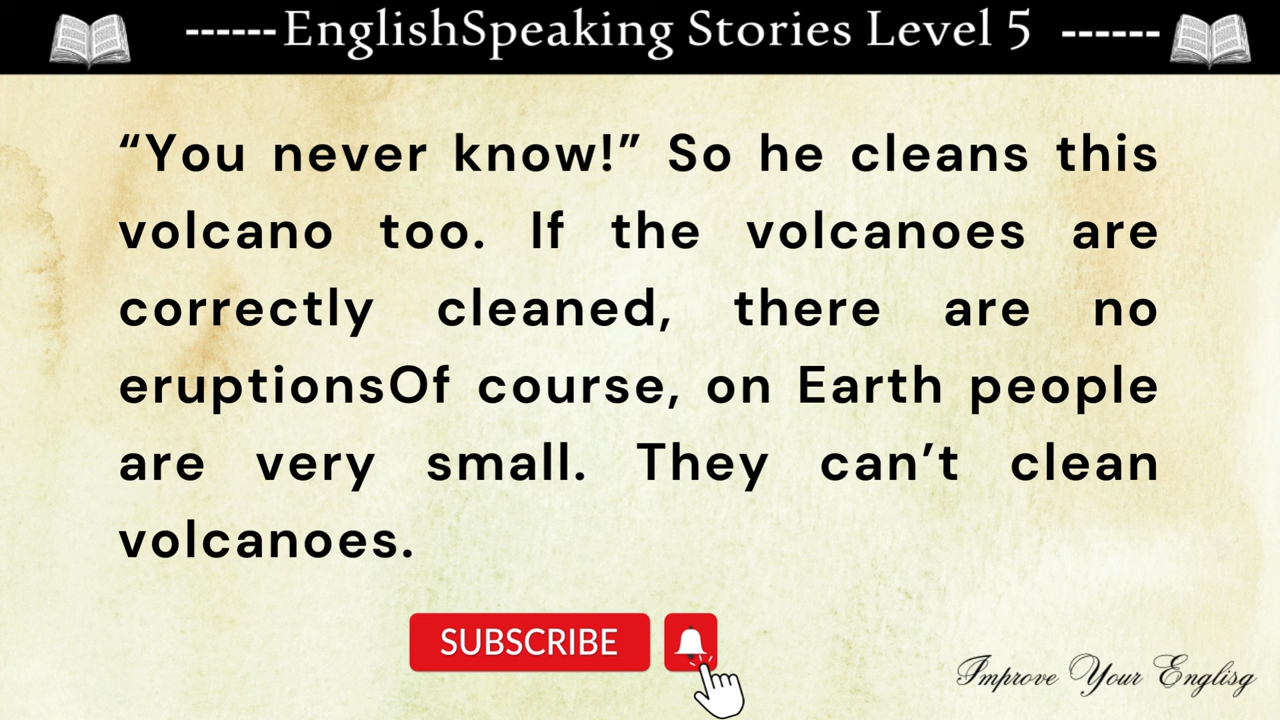 ------EnglishSpeaking Stories Level 5 ------
“You never know!” So he cleans this
volcano too. If the volcanoes are
correctly cleaned, there are no
eruptionsOf course, on Earth people
are very small. They can’t clean
volcanoes.
SUBSCRIBE
Improve Your Englisg